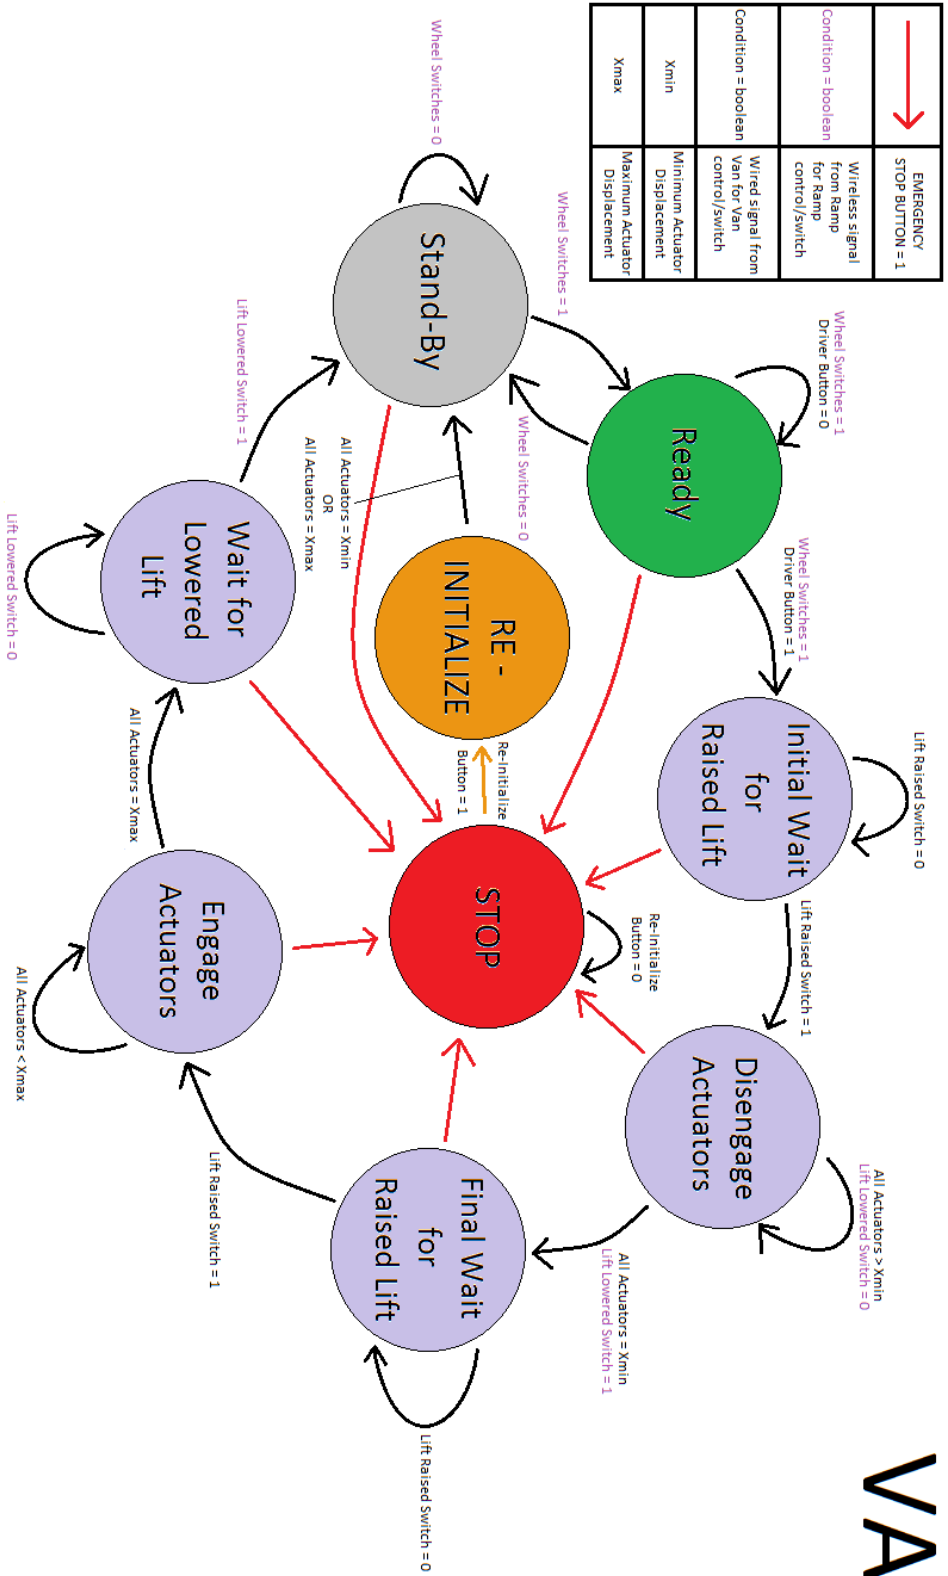 VA
EMERGENCY
STOP BUTTON = 1
Condition = boolean
Wireless signal
from Ramp
for Ramp
control/switch
Condition = boolean
Wired signal from
Van for Van
control/switch
Xmin
Minimum Actuator
Displacement
Xmax
Maximum Actuator
Displacement
Wheel Switches = 1
Driver Button = 0
Wheel Switches = 1
Driver Button = 1
Lift Raised Switch = 0
Lift Raised Switch = 1
All Actuators > Xmin
Lift Lowered Switch = 0
Ready
Initial Wait
for
Raised Lift
Disengage
Actuators
Wheel Switches = 1
Wheel Switches = 0
Re-Initialize
Button = 0
All Actuators = Xmin
Lift Lowered Switch = 1
Wheel Switches = 0
Stand-By
RE -
INITIALIZE
Re-Initialize
Button = 1
STOP
Final Wait
for
Raised Lift
Lift Raised Switch = 0
All Actuators = Xmin
OR
All Actuators = Xmax
Lift Lowered Switch = 1
Wait for
Lowered
Lift
Engage
Actuators
Lift Raised Switch = 1
All Actuators = Xmax
Lift Lowered Switch = 0
All Actuators < Xmax